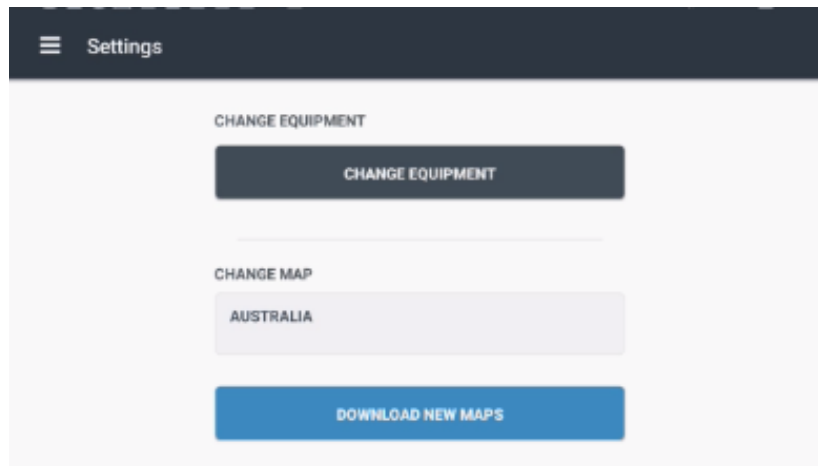 Settings
CHANGE EQUIPMENT
CHANGE EQUIPMENT
CHANGE MAP
AUSTRALIA
DOWNLOAD NEW MAPS